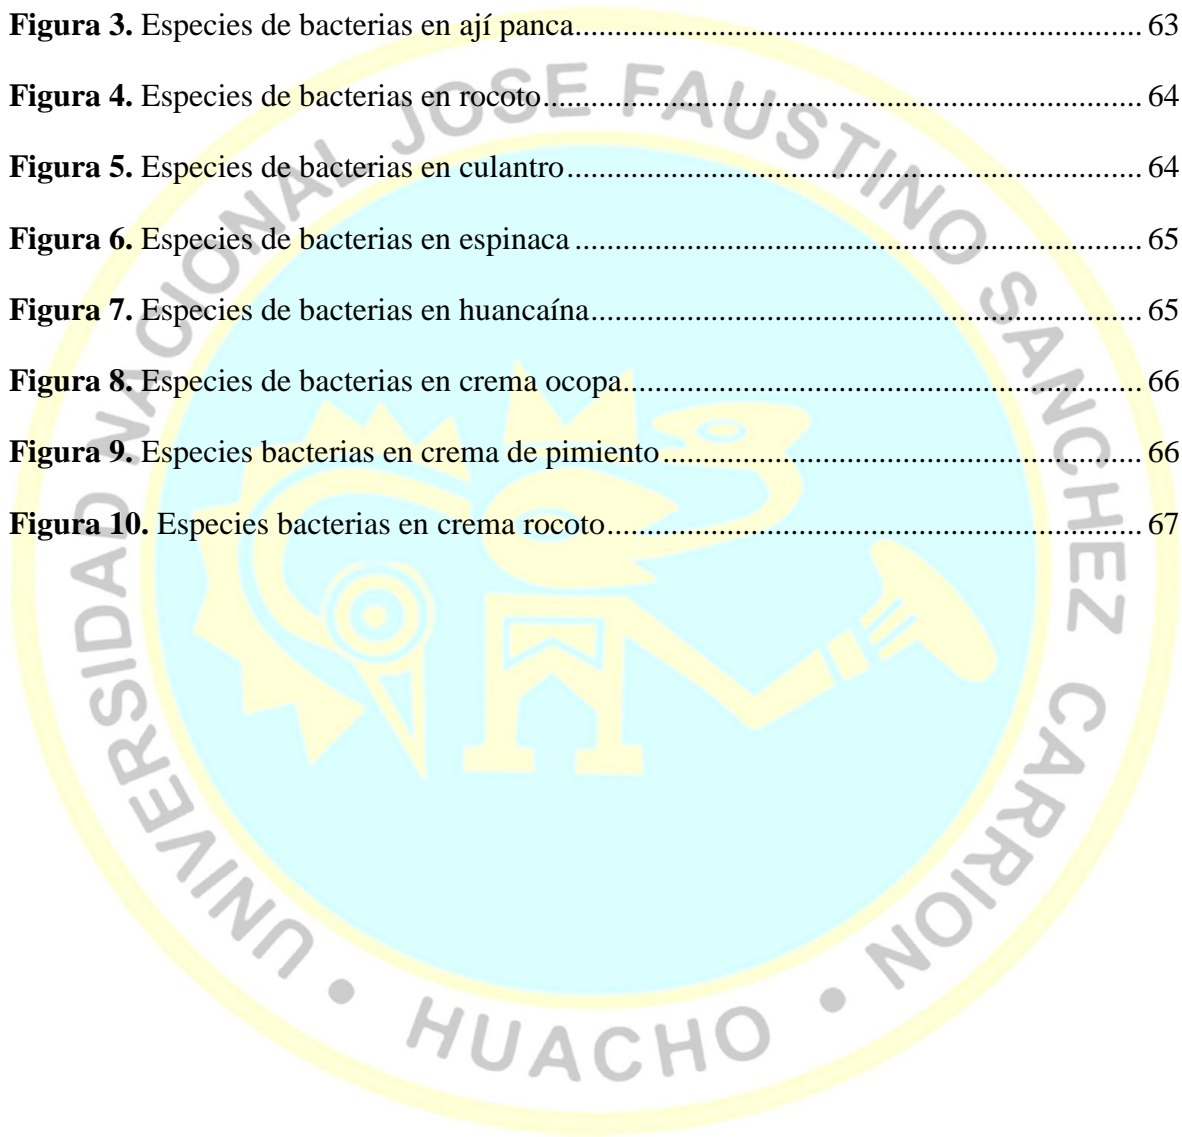 Figura 3. Especies de bacterias en ají panca.................................................................................. 63
Figura 4. Especies de bacterias en rocoto...................................................................................... 64
Figura 5. Especies de bacterias en culantro................................................................................... 64
Figura 6. Especies de bacterias en espinaca.................................................................................. 65
Figura 7. Especies de bacterias en huancaína................................................................................ 65
Figura 8. Especies de bacterias en crema ocopa............................................................................ 66
Figura 9. Especies bacterias en crema de pimiento....................................................................... 66
Figura 10. Especies bacterias en crema rocoto.............................................................................. 67
UNIVERSIDAD NACIONAL JOSE FAUSTINO SANCHEZ CARRION • HUACHO •